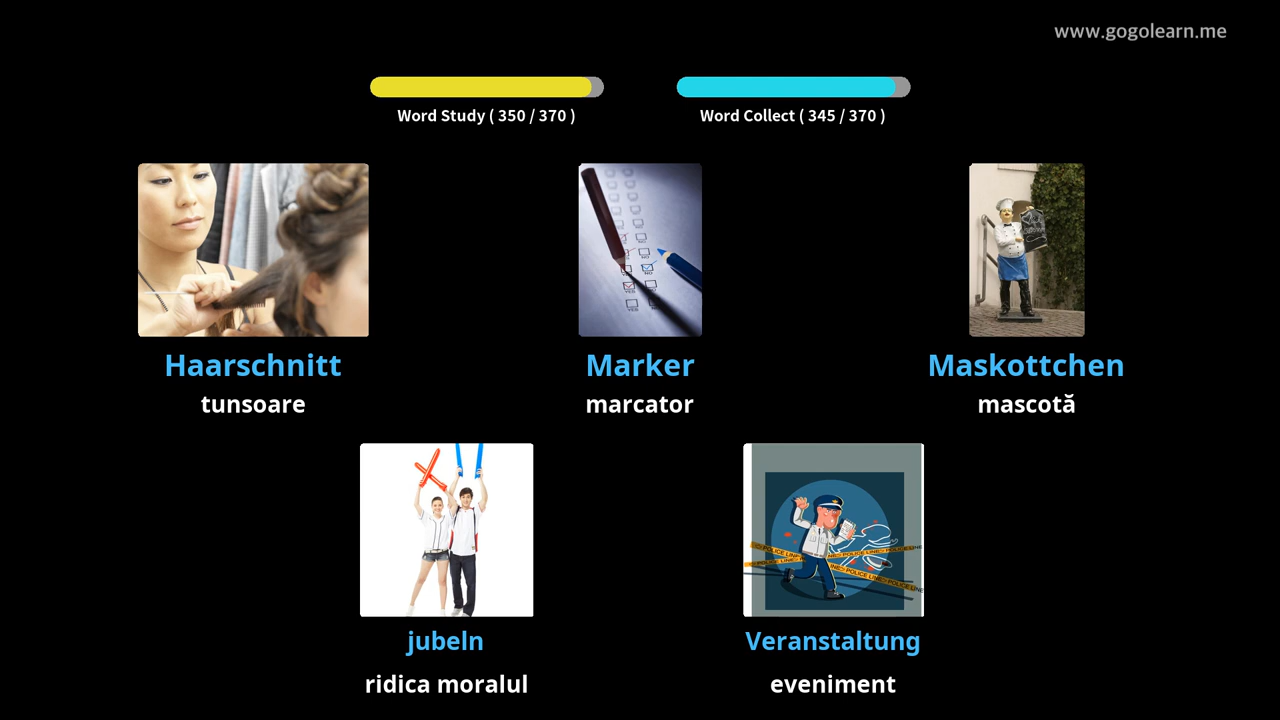 www.gogolearn.me
Word Study ( 350 / 370 )
Word Collect ( 345 / 370 )
Haarschnitt
Marker
Maskottchen
tunsoare
marcator
mascotă
jubeln
Veranstaltung
ridica moralul
eveniment